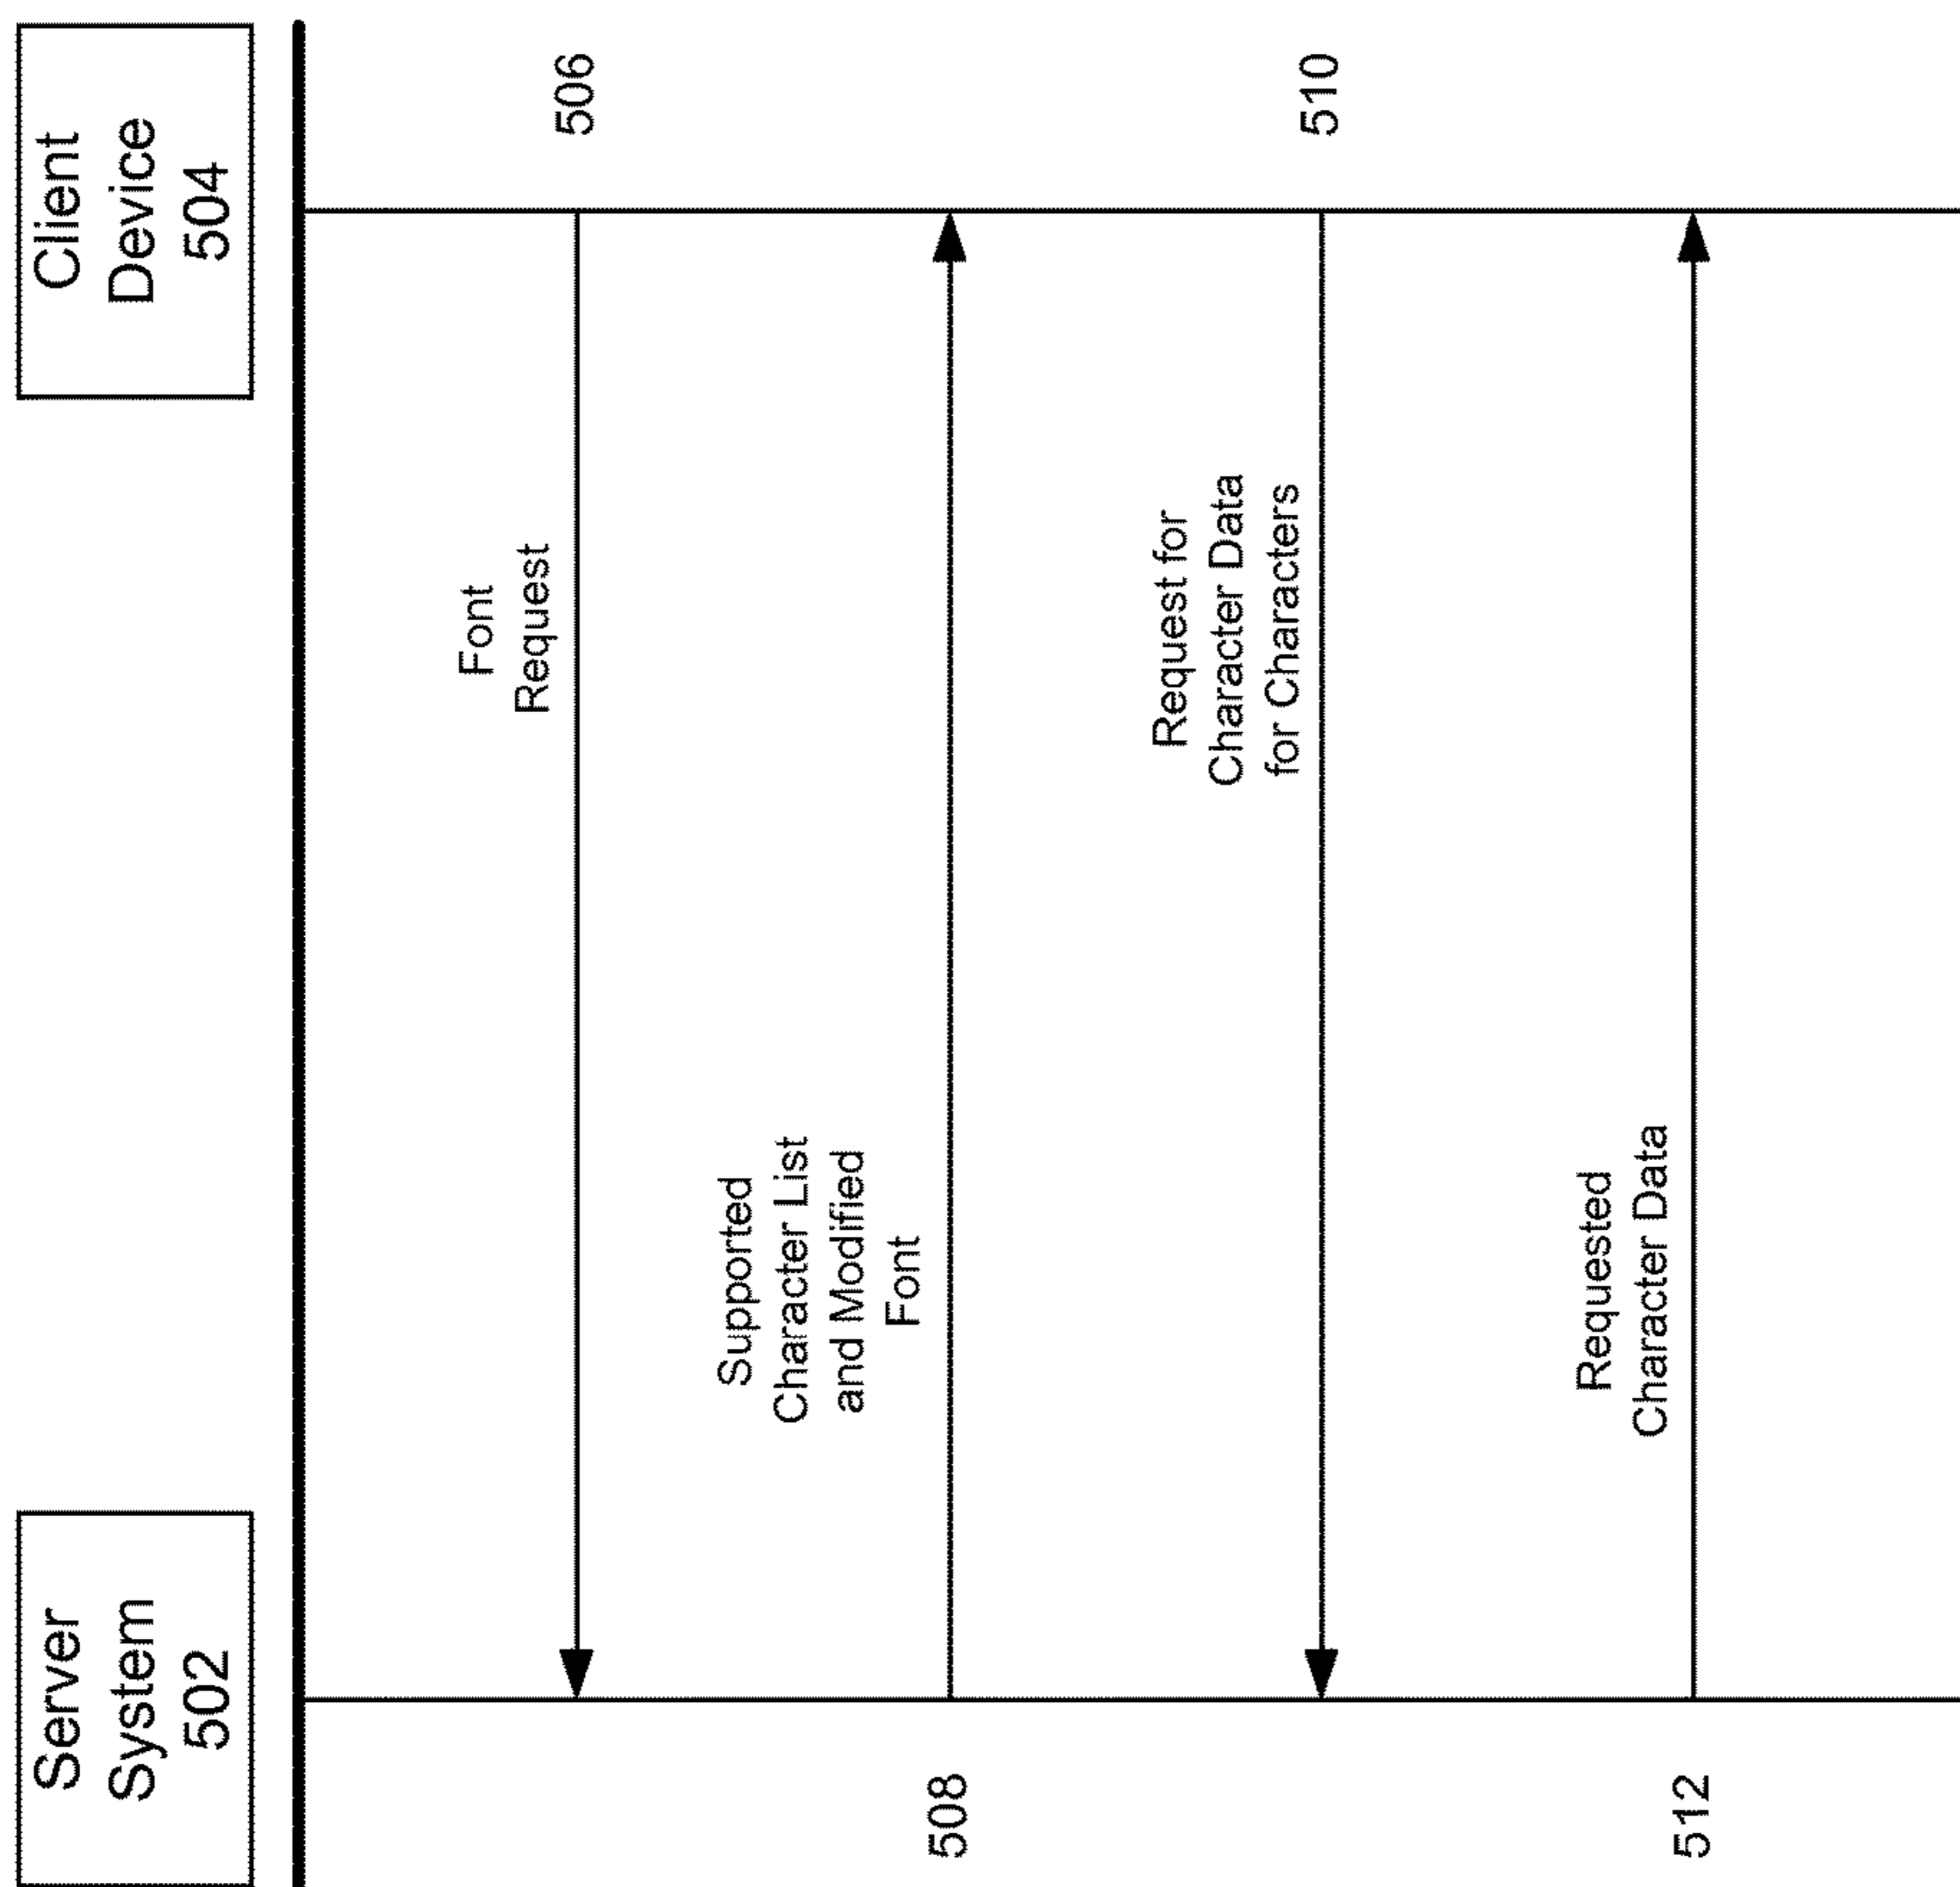 Server
System
502
Client
Device
504
Font
Request
506
Supported
Character List
and Modified
Font
508
Request for
Character Data
for Characters
510
Requested
Character Data
512